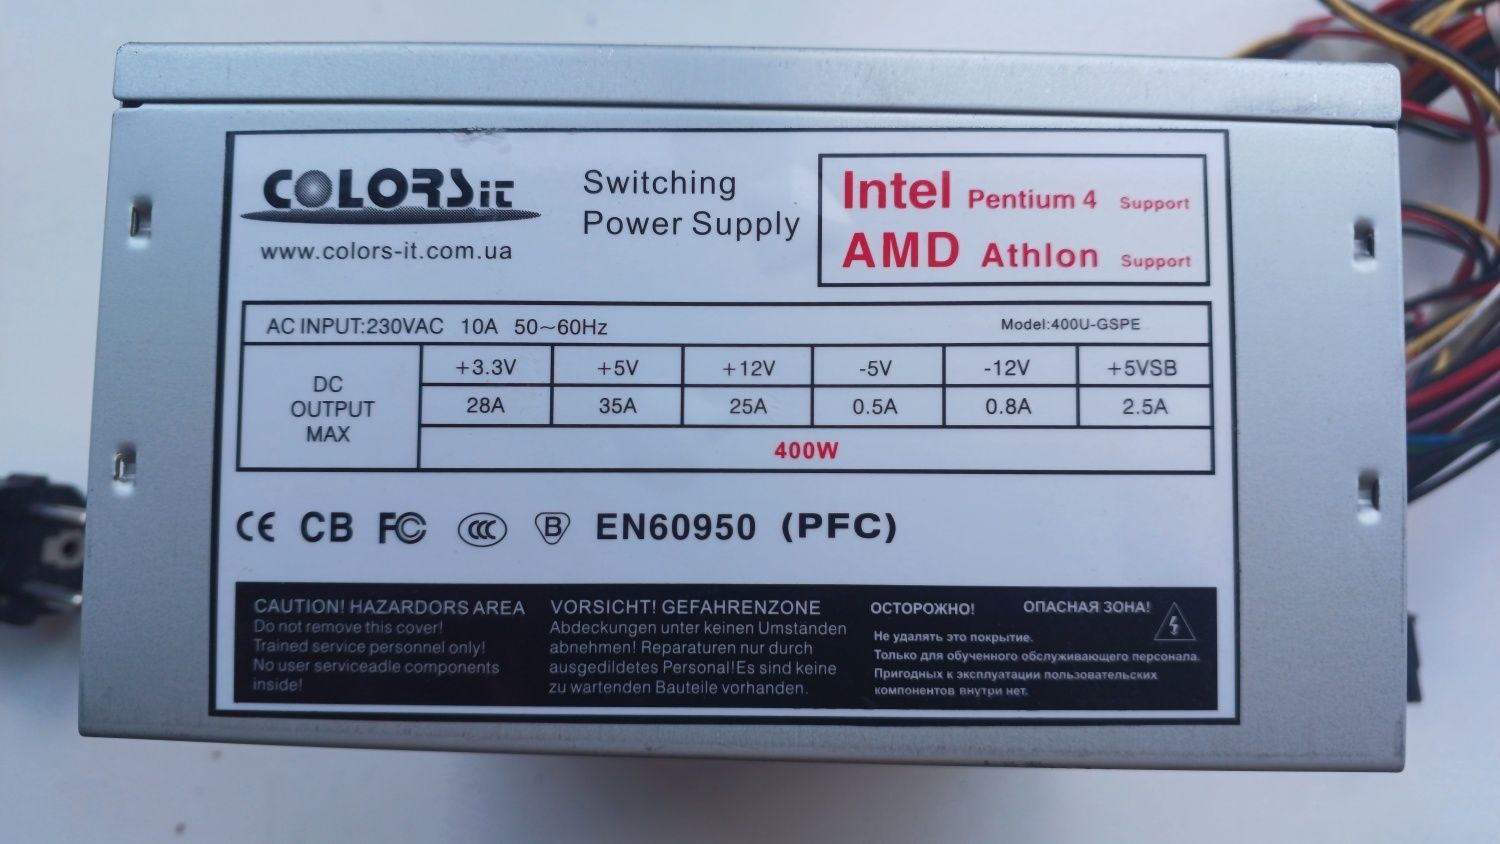 COLORSit
www.colors-it.com.ua
Switching
Power Supply
Intel Pentium 4 Support
AMD Athlon Support
AC INPUT:230VAC 10A 50~60Hz Model:400U-GSPE
DC
OUTPUT
MAX
+3.3V +5V +12V -5V -12V +5VSB
28A 35A 25A 0.5A 0.8A 2.5A
400W
CE CB FC CCC B EN60950 (PFC)
CAUTION! HAZARDORS AREA
Do not remove this cover!
Trained service personnel only!
No user serviceadle components
inside!
VORSICHT! GEFAHRENZONE
Abdeckungen unter keinen Umständen
abnehmen! Reparaturen nur durch
ausgedildetes Personal!Es sind keine
zu wartenden Bauteile vorhanden.
ОСТОРОЖНО! ОПАСНАЯ ЗОНА!
Не удалять это покрытие.
Только для обученного обслуживающего персонала.
Пригодных к эксплуатации пользовательских
компонентов внутри нет.